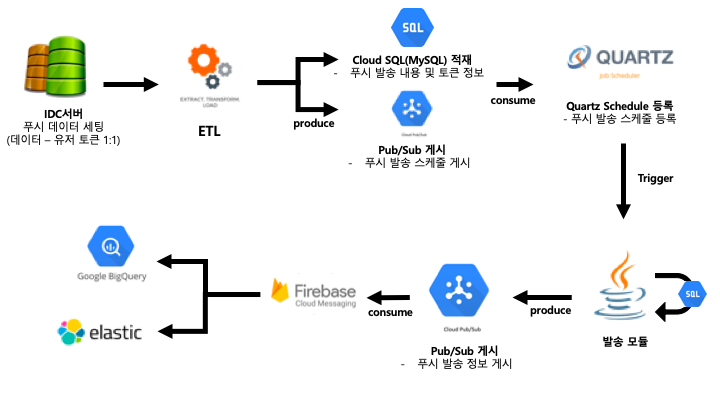 SQL
Cloud SQL(MySQL) 적재
- 푸시 발송 내용 및 토큰 정보
QUARTZ
Job Scheduler
IDC서버
푸시 데이터 세팅
(데이터 – 유저 토큰 1:1)
EXTRACT. TRANSFORM.
LOAD
ETL
produce
Cloud Pub/Sub
Pub/Sub 게시
- 푸시 발송 스케줄 게시
consume
Quartz Schedule 등록
- 푸시 발송 스케줄 등록
Trigger
Google BigQuery
elastic
Firebase
Cloud Messaging
consume
Cloud Pub/Sub
Pub/Sub 게시
- 푸시 발송 정보 게시
produce
SQL
발송 모듈